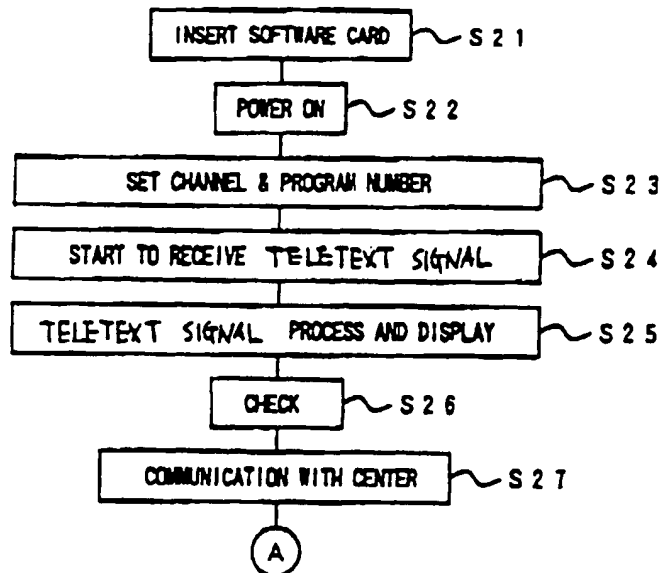 INSERT SOFTWARE CARD S21
POWER ON S22
SET CHANNEL & PROGRAM NUMBER S23
START TO RECEIVE TELETEXT SIGNAL S24
TELETEXT SIGNAL PROCESS AND DISPLAY S25
CHECK S26
COMMUNICATION WITH CENTER S27
A